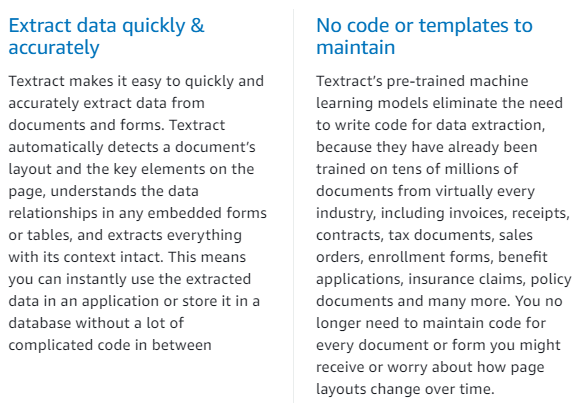 Extract data quickly &
accurately
Textract makes it easy to quickly and
accurately extract data from
documents and forms. Textract
automatically detects a document's
layout and the key elements on the
page, understands the data
relationships in any embedded forms
or tables, and extracts everything
with its context intact. This means
you can instantly use the extracted
data in an application or store it in a
database without a lot of
complicated code in between
No code or templates to
maintain
Textract's pre-trained machine
learning models eliminate the need
to write code for data extraction,
because they have already been
trained on tens of millions of
documents from virtually every
industry, including invoices, receipts,
contracts, tax documents, sales
orders, enrollment forms, benefit
applications, insurance claims, policy
documents and many more. You no
longer need to maintain code for
every document or form you might
receive or worry about how page
layouts change over time.